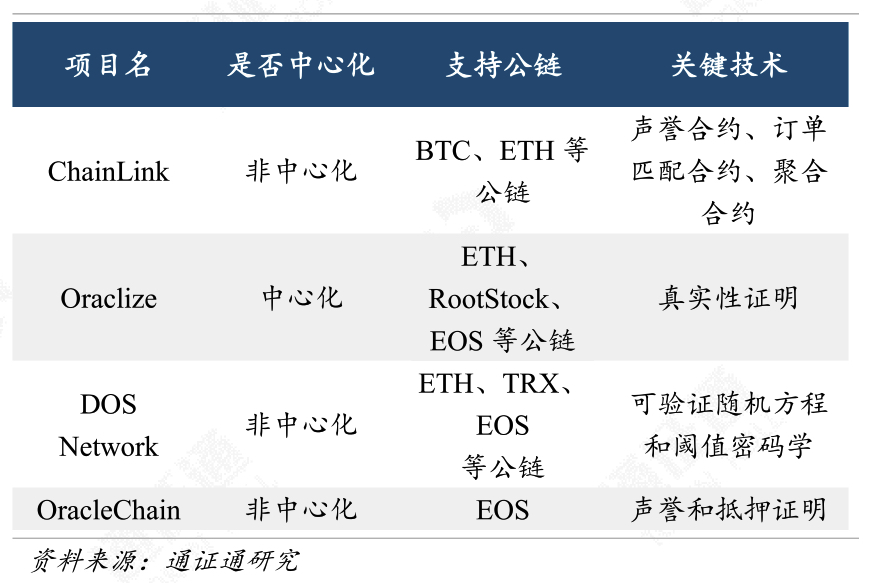 项目名 是否中心化 支持公链 关键技术
ChainLink 非中心化 BTC、ETH 等公链 声誉合约、订单匹配合约、聚合合约
Oraclize 中心化 ETH、RootStock、EOS 等公链 真实性证明
DOS Network 非中心化 ETH、TRX、EOS 等公链 可验证随机方程和阈值密码学
OracleChain 非中心化 EOS 声誉和抵押证明
资料来源：通证通研究